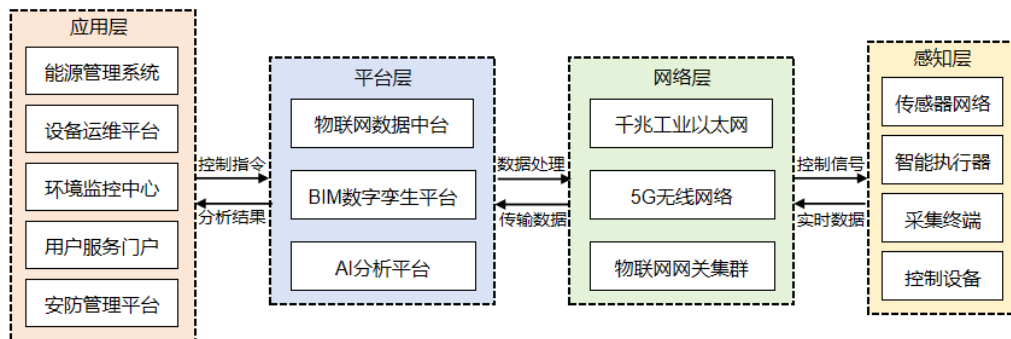 应用层
能源管理系统
设备运维平台
环境监控中心
用户服务门户
安防管理平台
控制指令
分析结果
平台层
物联网数据中台
BIM数字孪生平台
AI分析平台
数据处理
传输数据
网络层
千兆工业以太网
5G无线网络
物联网网关集群
控制信号
实时数据
感知层
传感器网络
智能执行器
采集终端
控制设备